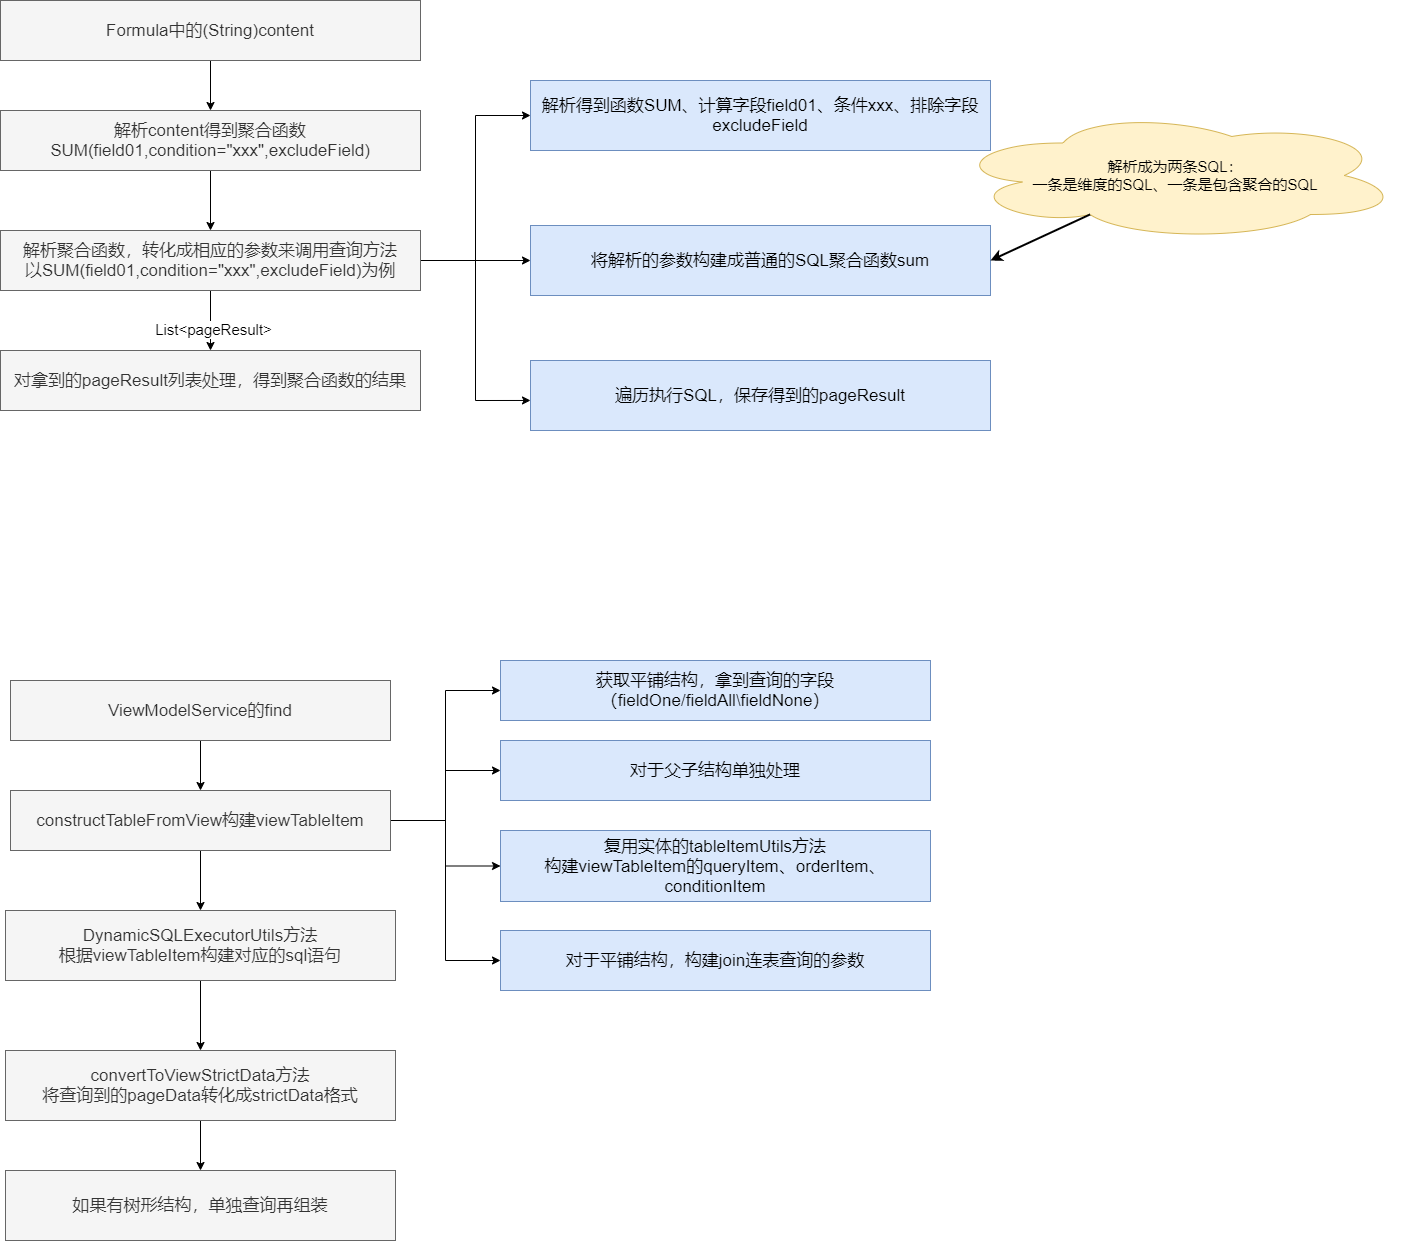 Formula中的(String)content
解析content得到聚合函数
SUM(field01,condition="xxx",excludeField)
解析聚合函数，转化成相应的参数来调用查询方法
以SUM(field01,condition="xxx",excludeField)为例
List<pageResult>
对拿到的pageResult列表处理，得到聚合函数的结果
解析得到函数SUM、计算字段field01、条件xxx、排除字段
excludeField
解析成为两条SQL：
一条是维度的SQL、一条是包含聚合的SQL
将解析的参数构建成普通的SQL聚合函数sum
遍历执行SQL，保存得到的pageResult
ViewModelService的find
constructTableFromView构建viewTableItem
DynamicSQLExecutorUtils方法
根据viewTableItem构建对应的sql语句
convertToViewStrictData方法
将查询到的pageData转化成strictData格式
如果有树形结构，单独查询再组装
获取平铺结构，拿到查询的字段
（fieldOne/fieldAll\fieldNone）
对于父子结构单独处理
复用实体的tableItemUtils方法
构建viewTableItem的queryItem、orderItem、
conditionItem
对于平铺结构，构建join连表查询的参数